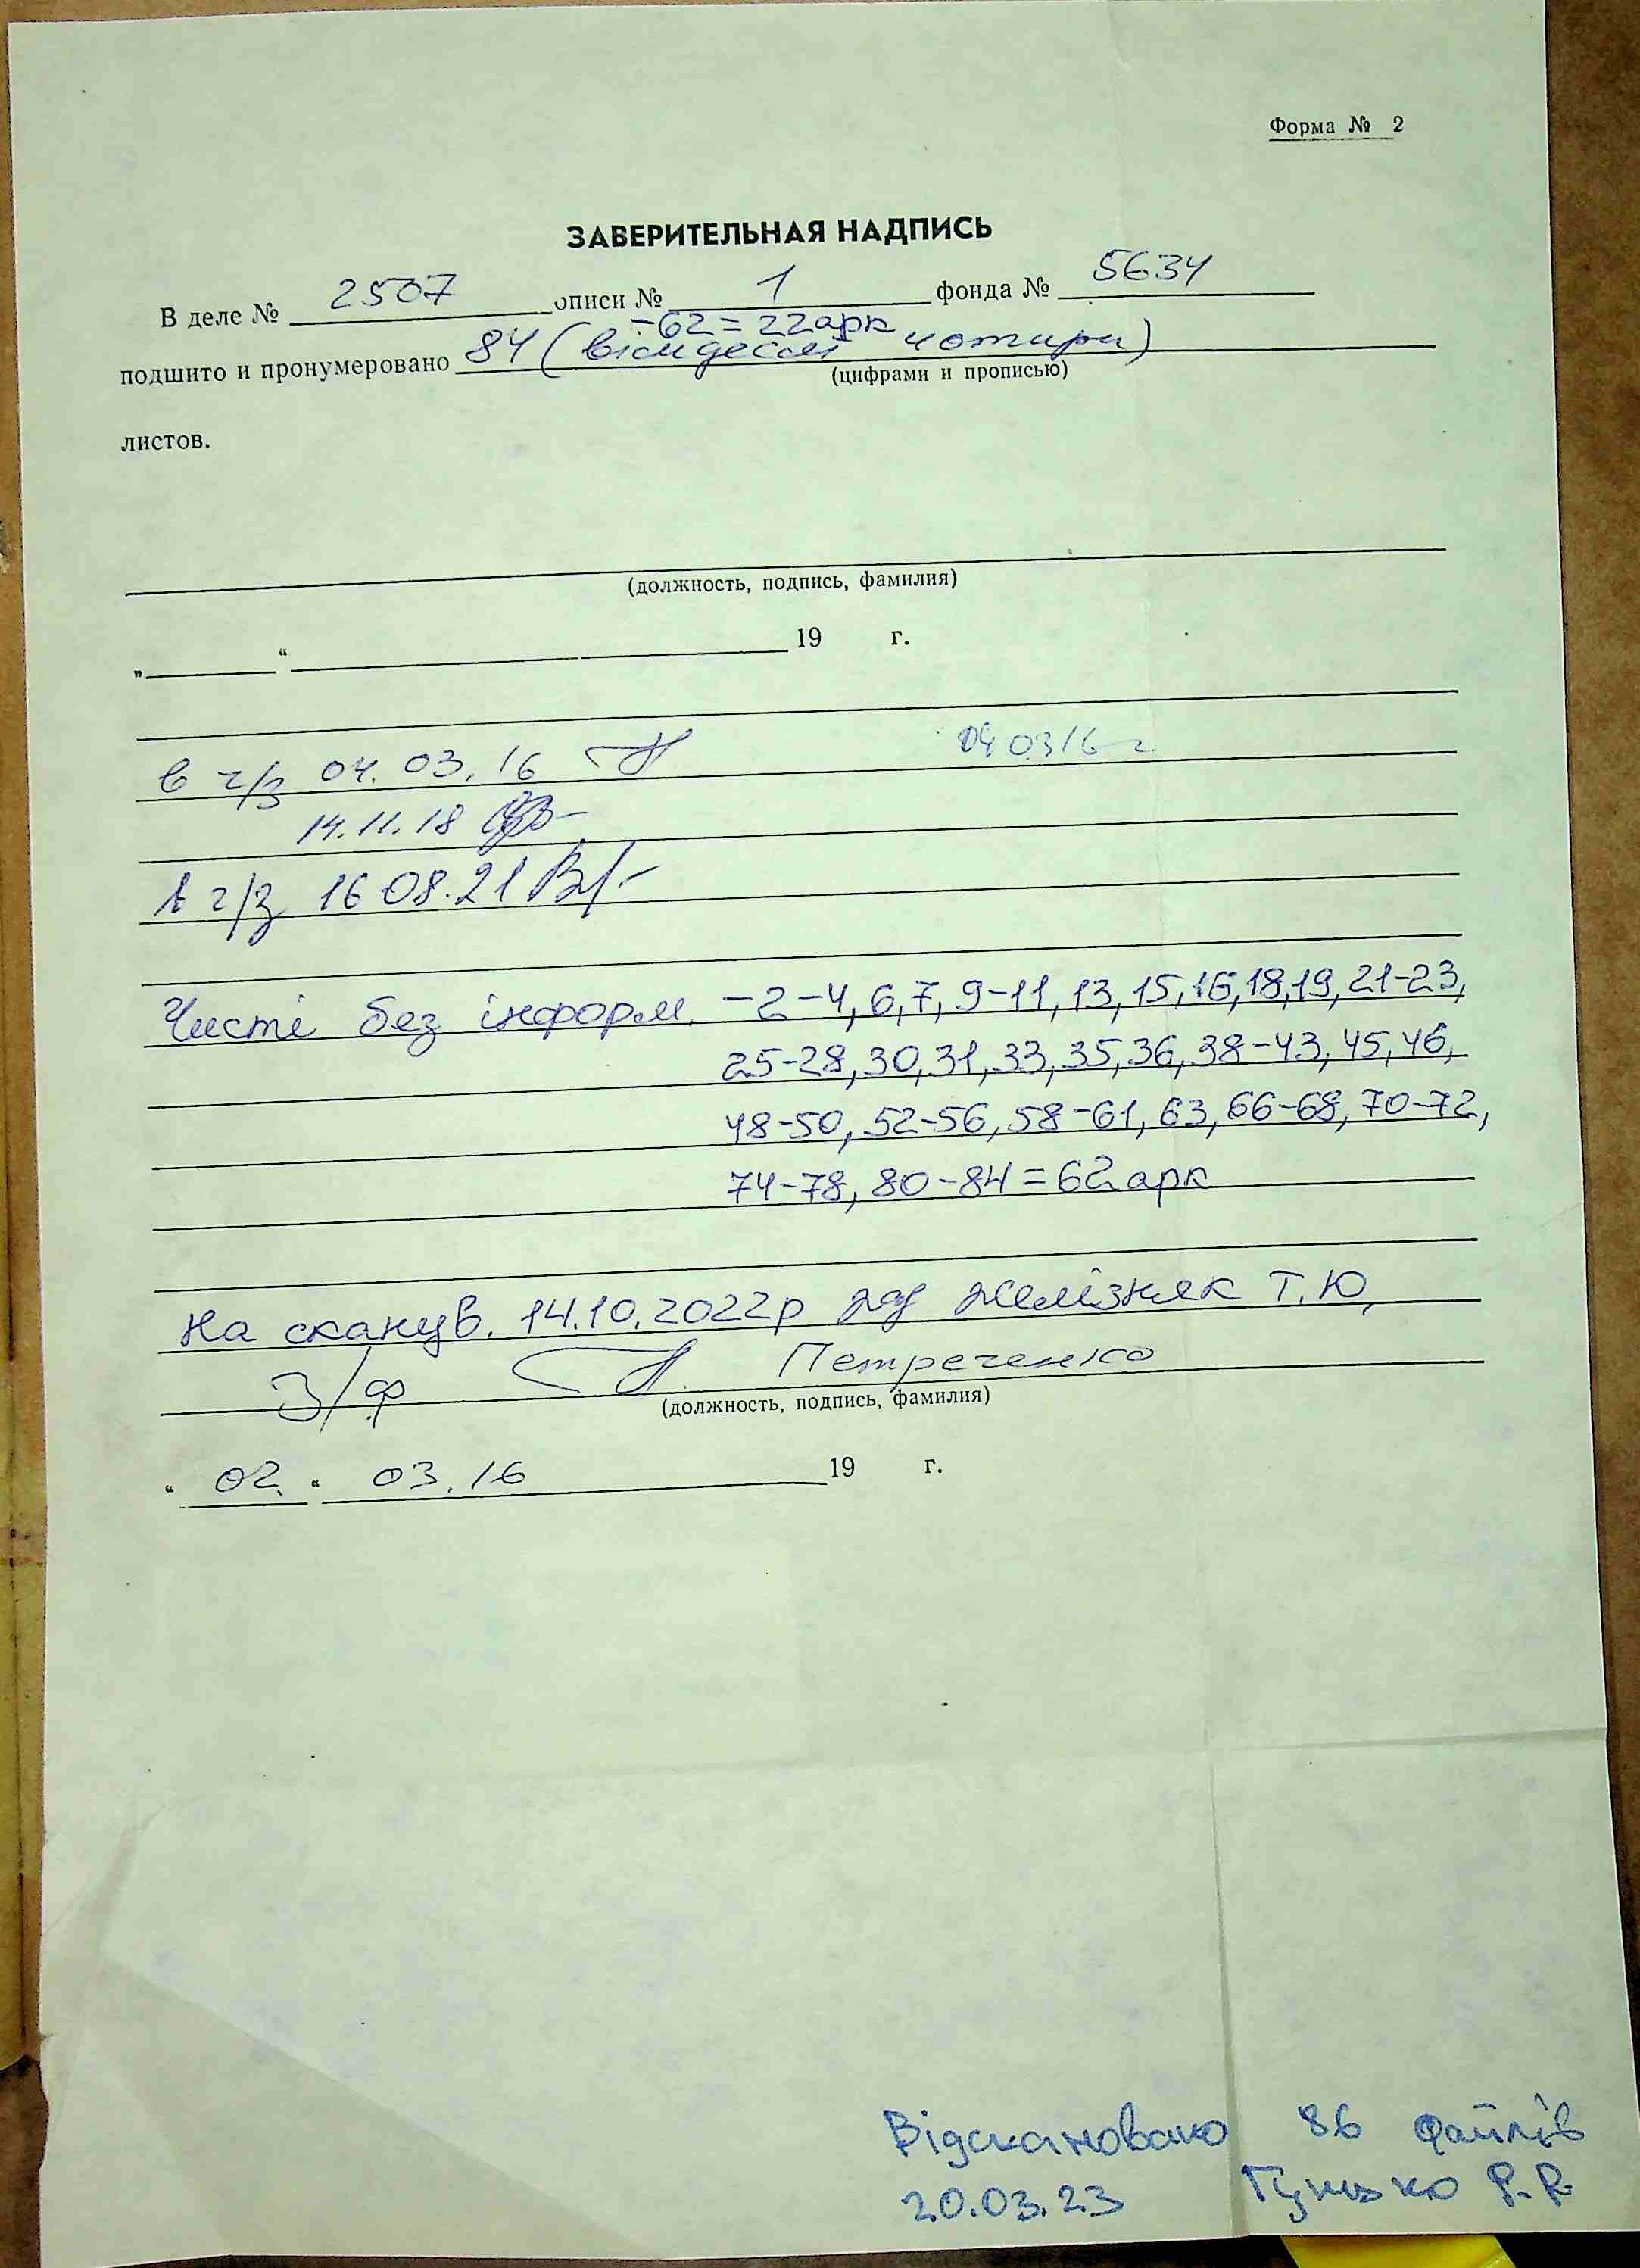 Форма № 2
ЗАВЕРИТЕЛЬНАЯ НАДПИСЬ
В деле № 2507 описи № 1 фонда № 5634
-62 = 22 арк
подшито и пронумеровано 84 (вісімдесят чотири)
(цифрами и прописью)
листов.
(должность, подпись, фамилия)
„ “ 19 г.
в ч/з 04.03.16 04 03 16 г
14.11.18
в ч/з 16 08.21
Чисті без інформ. – 2-4, 6, 7, 9-11, 13, 15, 16, 18, 19, 21-23,
25-28, 30, 31, 33, 35, 36, 38-43, 45, 46,
48-50, 52-56, 58-61, 63, 66-68, 70-72,
74-78, 80-84 = 62 арк
На сканув. 14.10.2022р Желізняк Т.Ю,
З/ф Петреченко
(должность, подпись, фамилия)
“ 02. “ 03.16 19 г.
Відскановано 86 файлів
20.03.23 Гунько